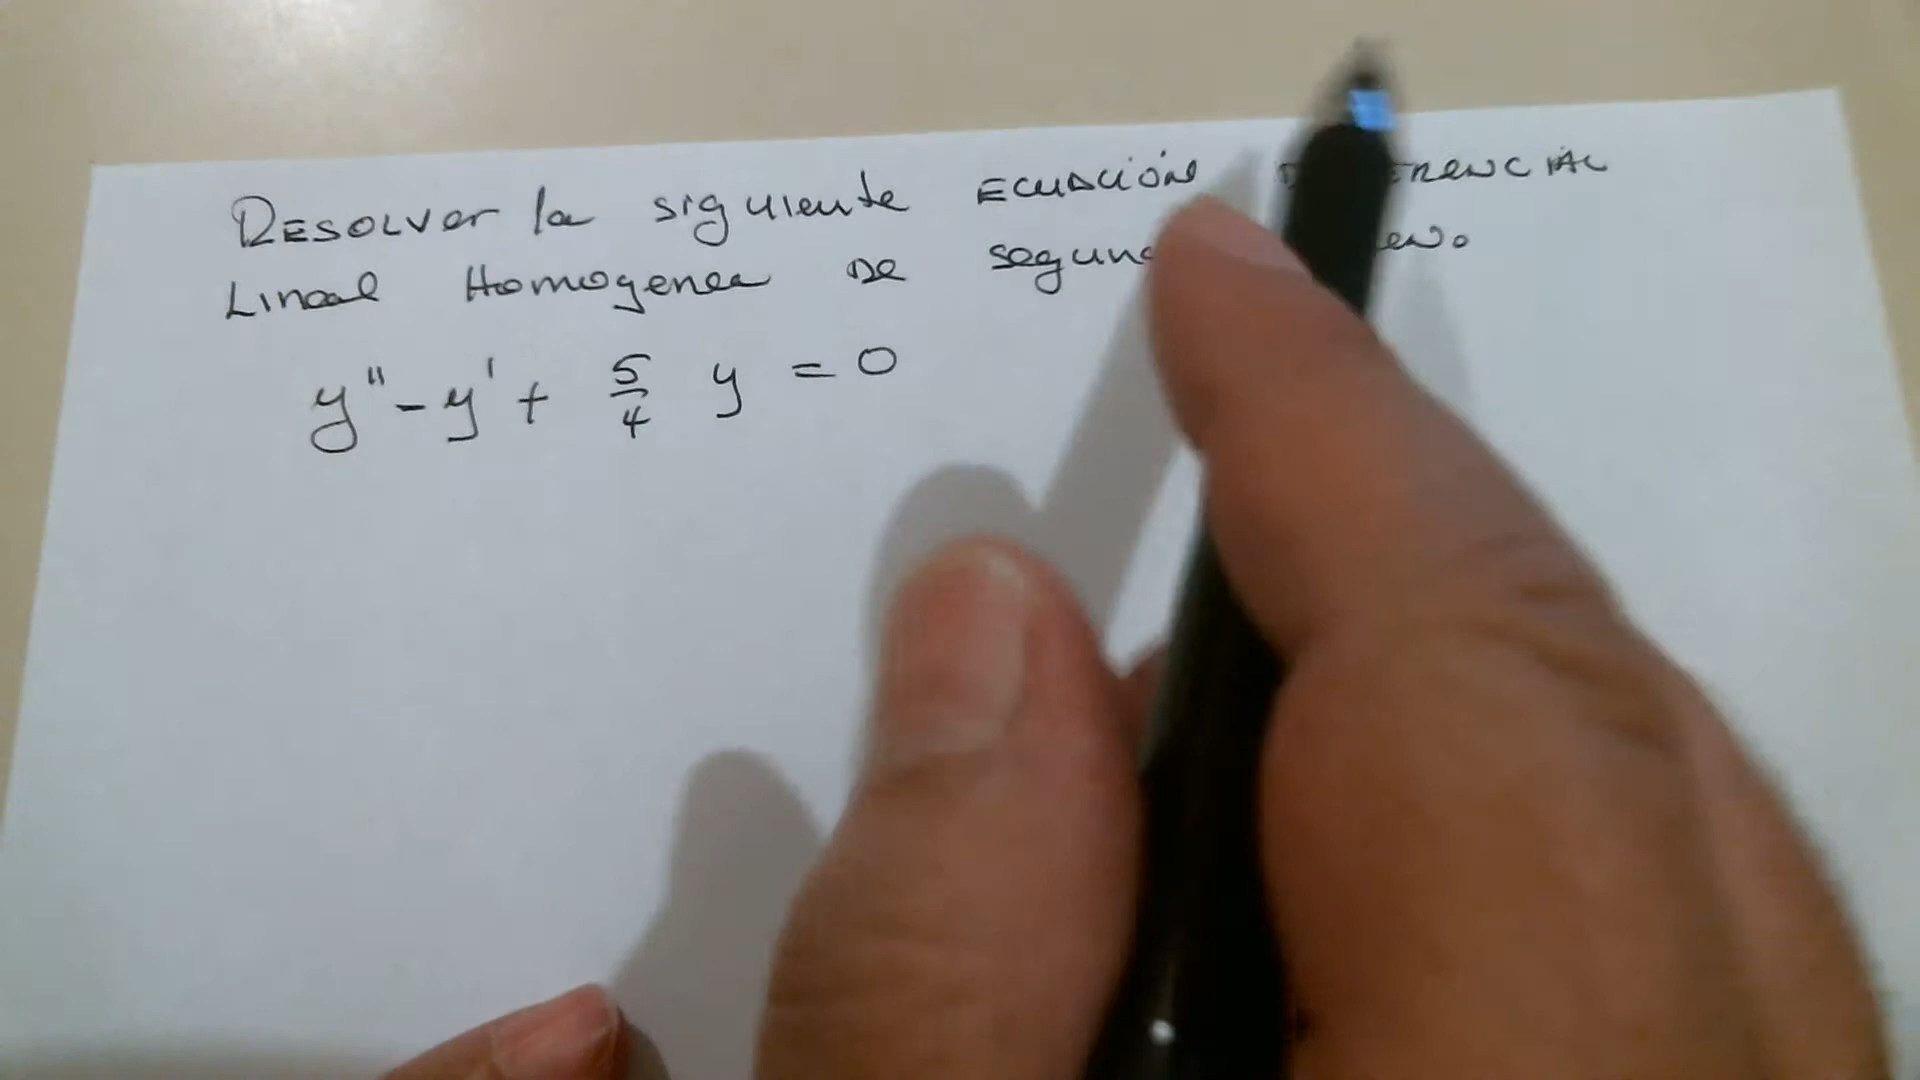 Resolver la siguiente ECUACIÓN
Lineal Homogenea De
y'' - y' + 5/4 y = 0